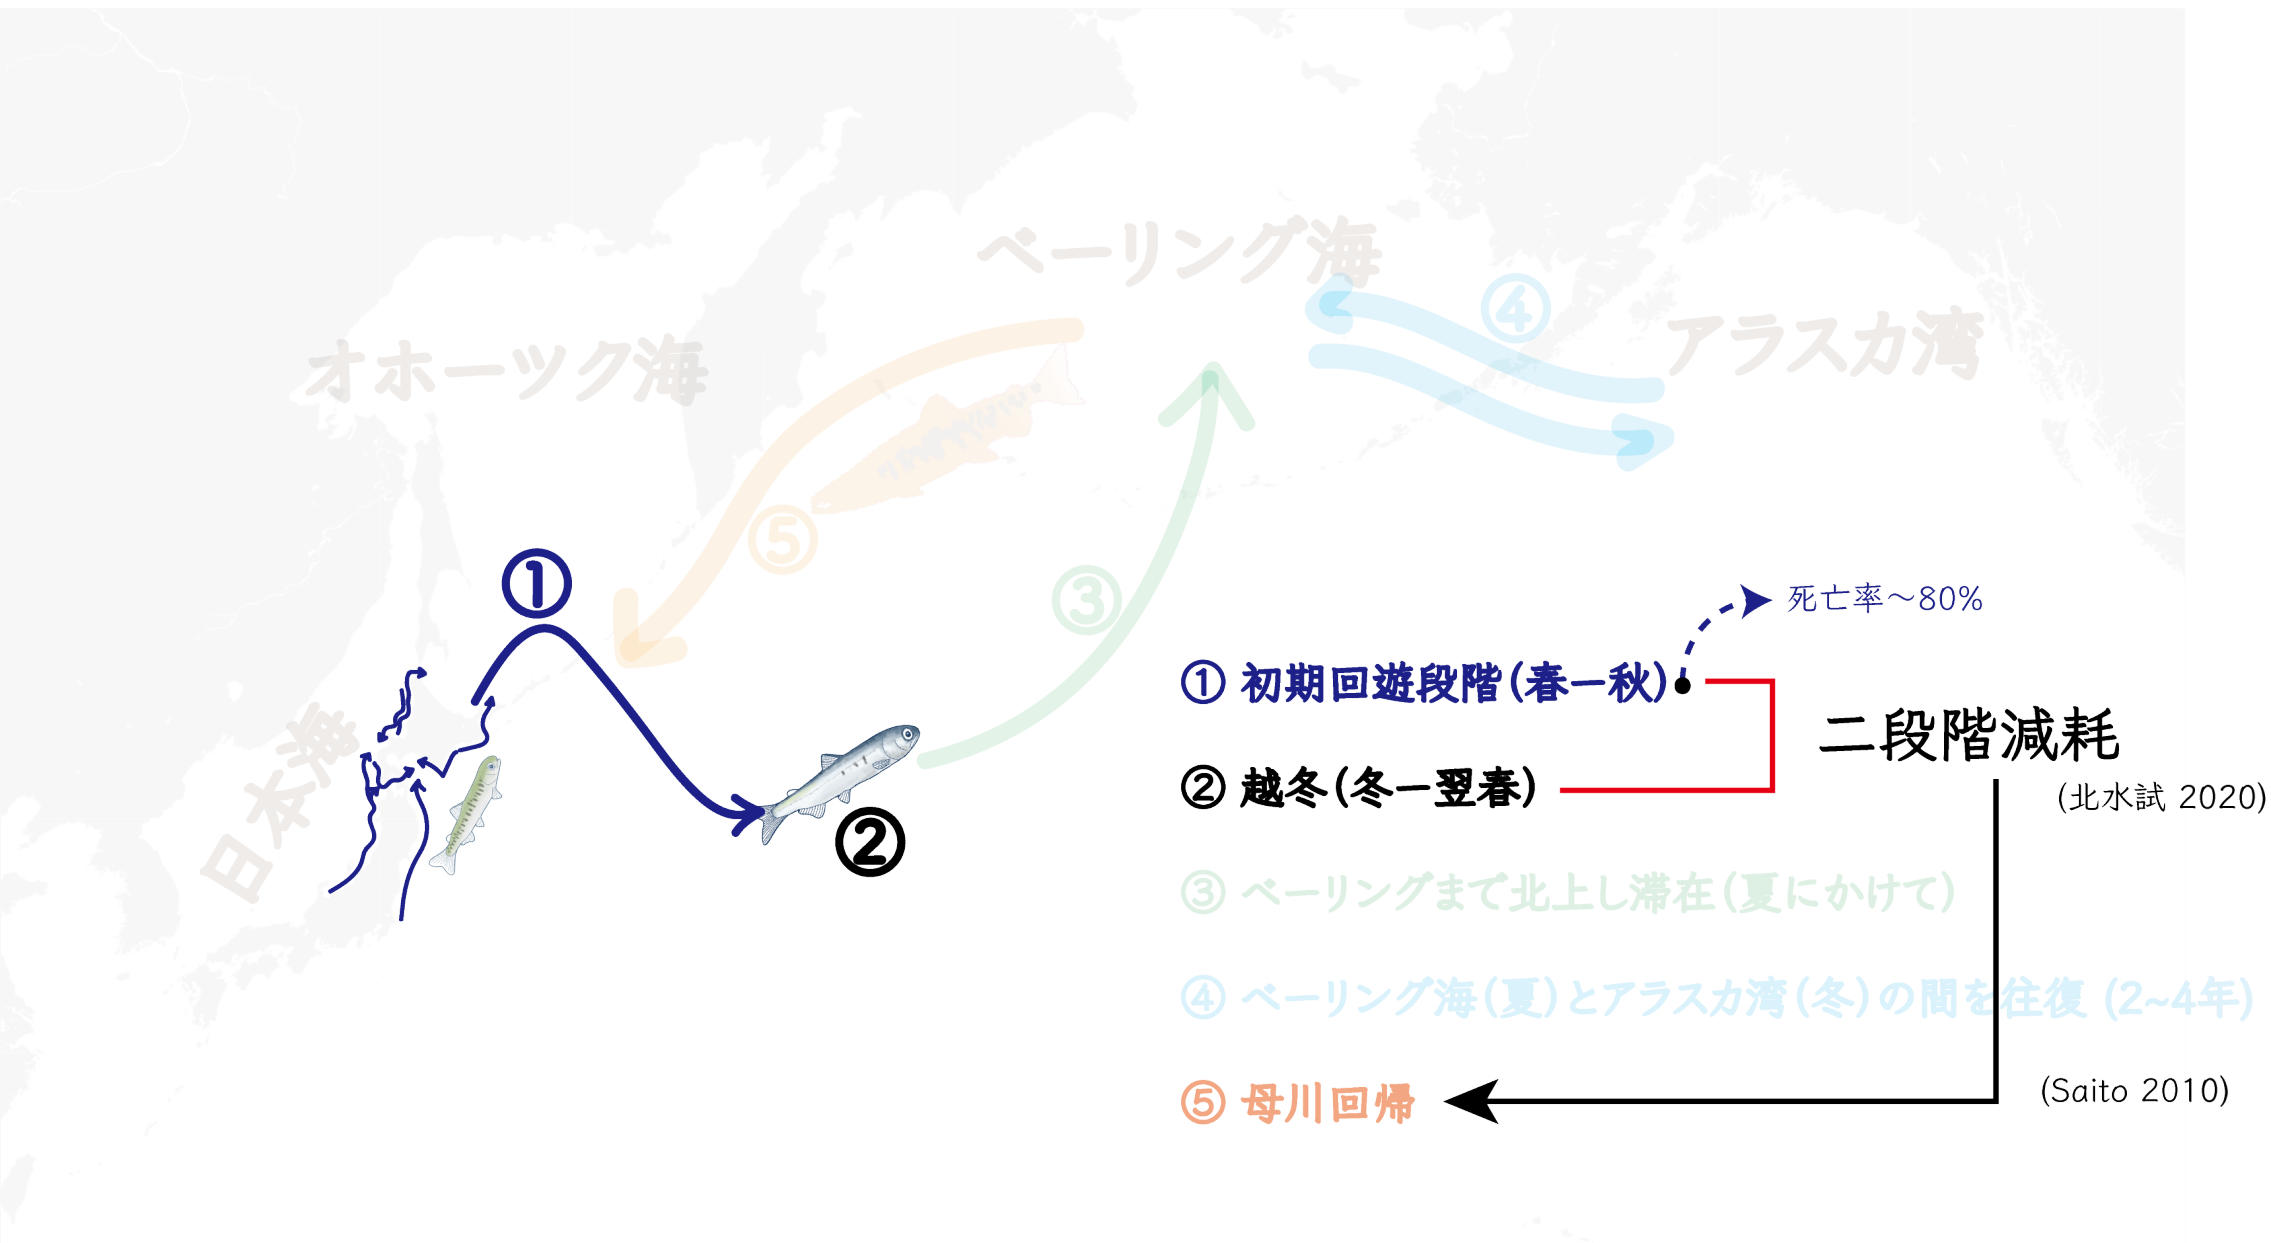 ベーリング海
オホーツク海
アラスカ湾
日本海
①
②
③
④
⑤
死亡率～80%
① 初期回遊段階(春－秋)
② 越冬(冬－翌春)
二段階減耗
(北水試 2020)
③ ベーリングまで北上し滞在(夏にかけて)
④ ベーリング海(夏)とアラスカ湾(冬)の間を往復 (2~4年)
⑤ 母川回帰
(Saito 2010)